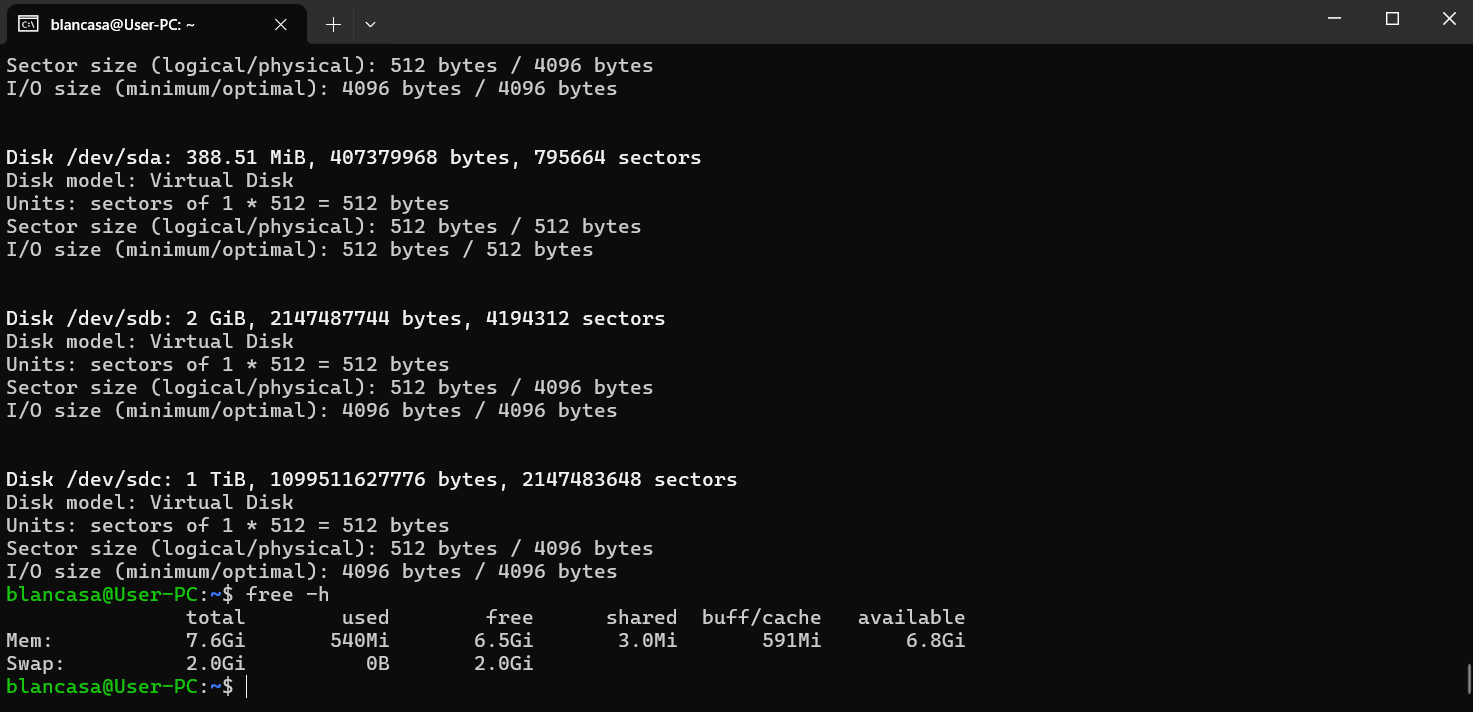 blancasa@User-PC: ~
Sector size (logical/physical): 512 bytes / 4096 bytes
I/O size (minimum/optimal): 4096 bytes / 4096 bytes
Disk /dev/sda: 388.51 MiB, 407379968 bytes, 795664 sectors
Disk model: Virtual Disk
Units: sectors of 1 * 512 = 512 bytes
Sector size (logical/physical): 512 bytes / 512 bytes
I/O size (minimum/optimal): 512 bytes / 512 bytes
Disk /dev/sdb: 2 GiB, 2147487744 bytes, 4194312 sectors
Disk model: Virtual Disk
Units: sectors of 1 * 512 = 512 bytes
Sector size (logical/physical): 512 bytes / 4096 bytes
I/O size (minimum/optimal): 4096 bytes / 4096 bytes
Disk /dev/sdc: 1 TiB, 1099511627776 bytes, 2147483648 sectors
Disk model: Virtual Disk
Units: sectors of 1 * 512 = 512 bytes
Sector size (logical/physical): 512 bytes / 4096 bytes
I/O size (minimum/optimal): 4096 bytes / 4096 bytes
blancasa@User-PC:~$ free -h
               total        used        free      shared  buff/cache   available
Mem:           7.6Gi       540Mi       6.5Gi       3.0Mi       591Mi       6.8Gi
Swap:          2.0Gi          0B       2.0Gi
blancasa@User-PC:~$